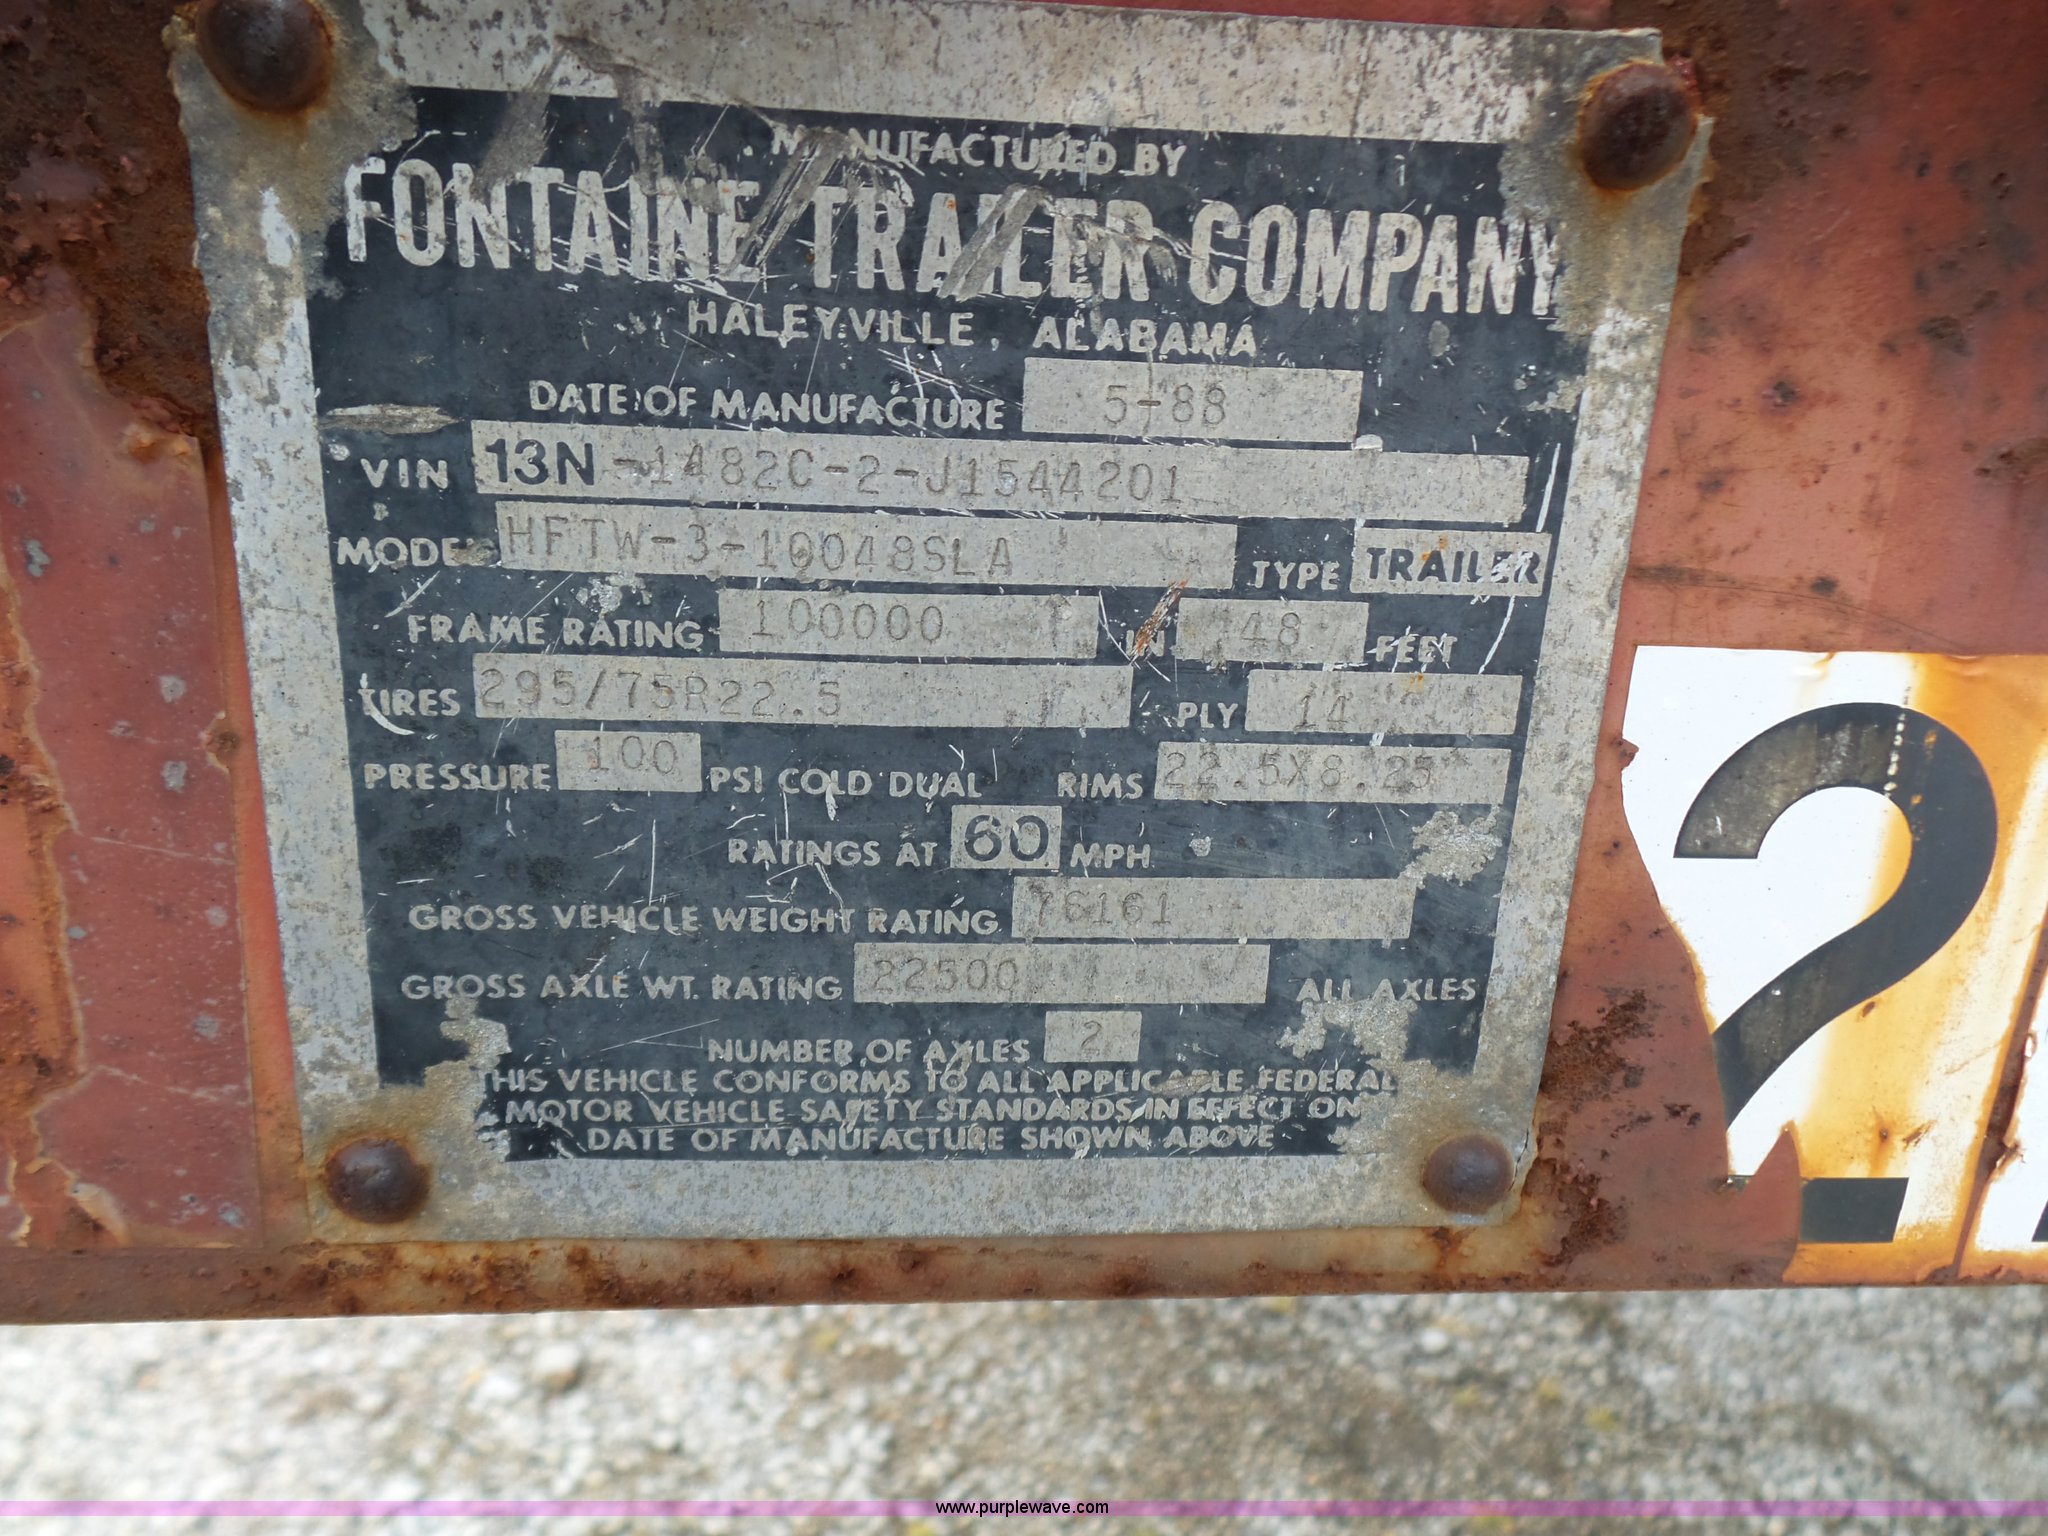 MANUFACTURED BY
FONTAINE TRAILER COMPANY
HALEYVILLE, ALABAMA
DATE OF MANUFACTURE 5-88
VIN 13N-1482C-2-J1544201
MODEL HFTW-3-10048SLA TYPE TRAILER
FRAME RATING 100000 IN 48 FEET
TIRES 295/75R22.5 PLY 14
PRESSURE 100 PSI COLD DUAL RIMS 22.5X8.25
RATINGS AT 60 MPH
GROSS VEHICLE WEIGHT RATING 76161
GROSS AXLE WT. RATING 22500 ALL AXLES
NUMBER OF AXLES 2
THIS VEHICLE CONFORMS TO ALL APPLICABLE FEDERAL
MOTOR VEHICLE SAFETY STANDARDS IN EFFECT ON
DATE OF MANUFACTURE SHOWN ABOVE
2
www.purplewave.com